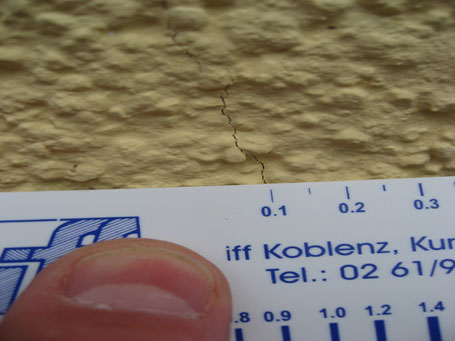 0.1 0.2 0.3
iff Koblenz, Kur
Tel.: 02 61/9
.8 0.9 1.0 1.2 1.4